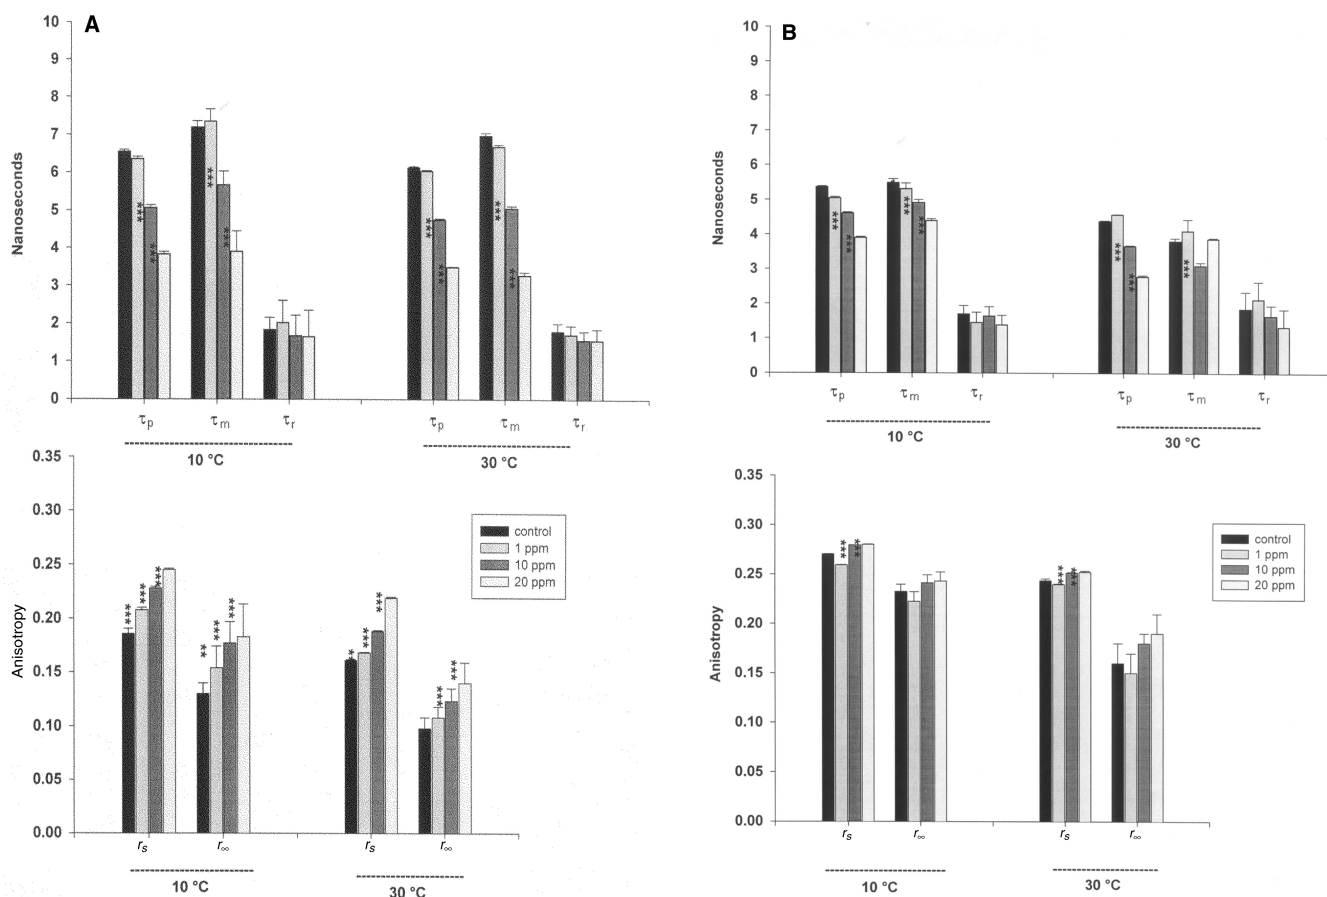 A
10
9
8
7
6
5
4
3
2
1
0
Nanoseconds
*** *** *** *** *** *** *** ***
τp τm τr τp τm τr
10 °C 30 °C
0.35
0.30
0.25
0.20
0.15
0.10
0.05
0.00
Anisotropy
control
1 ppm
10 ppm
20 ppm
*** *** *** ** *** *** ** *** *** *** ***
rs r∞ rs r∞
10 °C 30 °C
B
10
9
8
7
6
5
4
3
2
1
0
Nanoseconds
*** *** *** *** *** *** ***
τp τm τr τp τm τr
10 °C 30 °C
0.35
0.30
0.25
0.20
0.15
0.10
0.05
0.00
Anisotropy
control
1 ppm
10 ppm
20 ppm
*** *** *** ***
rs r∞ rs r∞
10 °C 30 °C